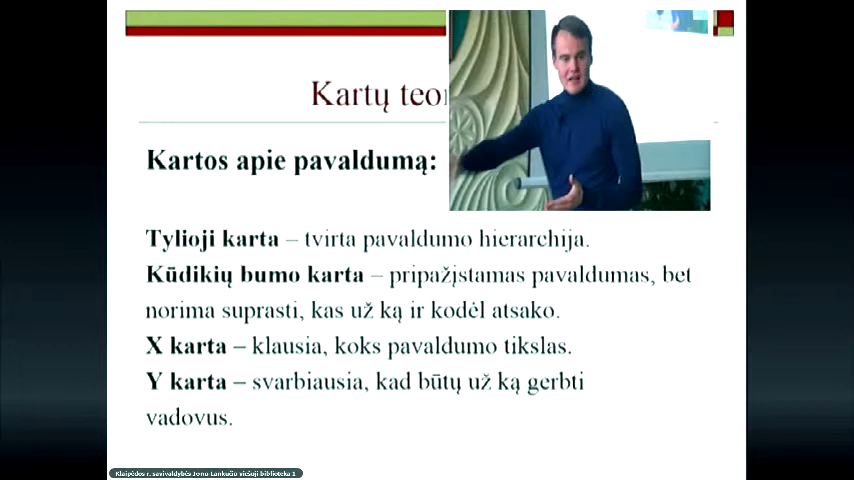 Kartų teo
Kartos apie pavaldumą:
Tylioji karta – tvirta pavaldumo hierarchija.
Kūdikių bumo karta – pripažįstamas pavaldumas, bet
norima suprasti, kas už ką ir kodėl atsako.
X karta – klausia, koks pavaldumo tikslas.
Y karta – svarbiausia, kad būtų už ką gerbti
vadovus.
Klaipėdos r. savivaldybės Jono Lankučio viešoji biblioteka 1